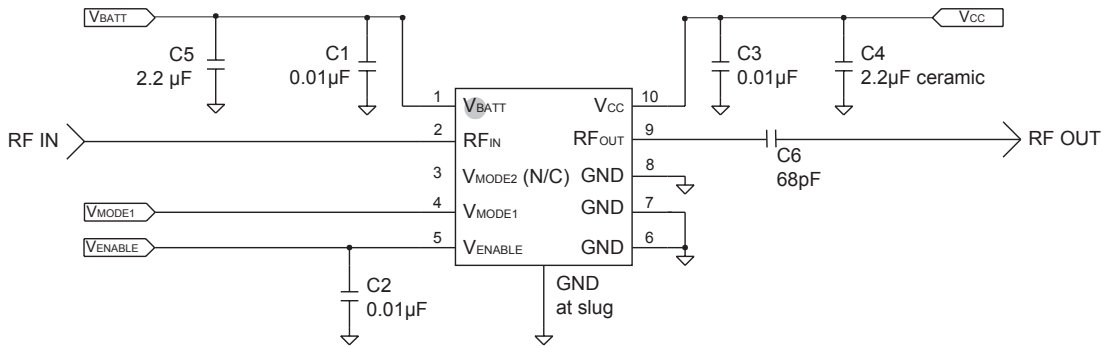 VBATT
VCC
C5
2.2 µF
C1
0.01µF
C3
0.01µF
C4
2.2µF ceramic
1
VBATT
VCC
10
RF IN
2
RFIN
RFOUT
9
RF OUT
C6
68pF
3
VMODE2 (N/C)
GND
8
VMODE1
4
VMODE1
GND
7
VENABLE
5
VENABLE
GND
6
C2
0.01µF
GND
at slug